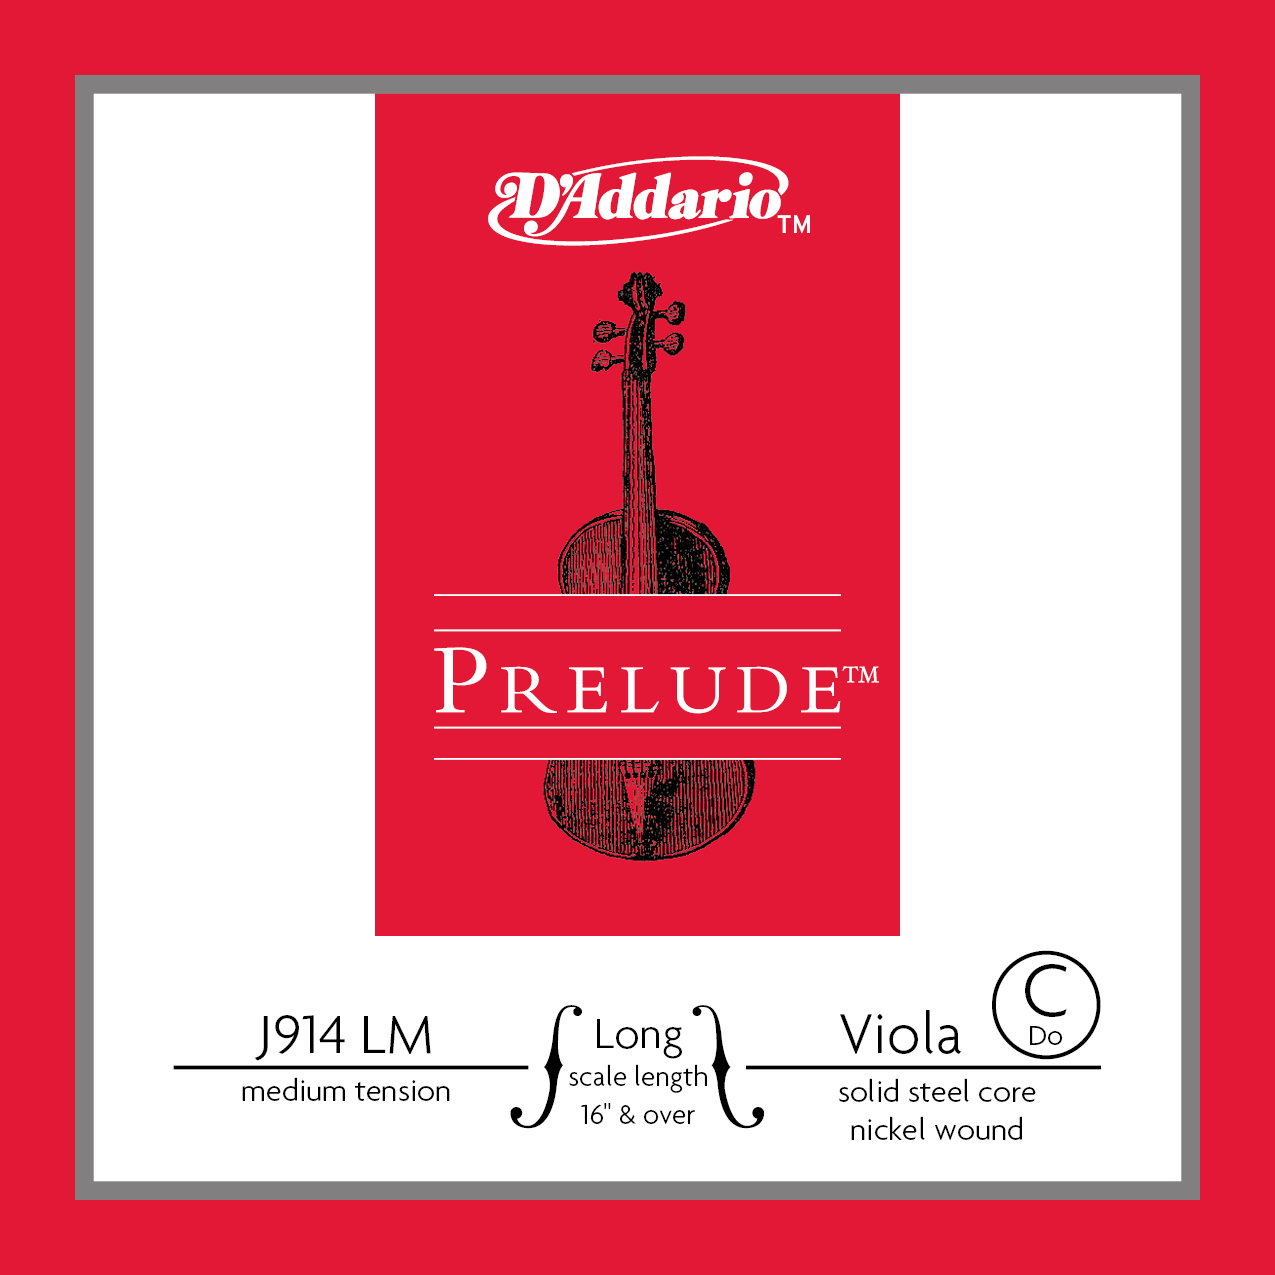 D'Addario™
PRELUDE™
J914 LM
medium tension
Long
scale length
16" & over
Viola
C
Do
solid steel core
nickel wound